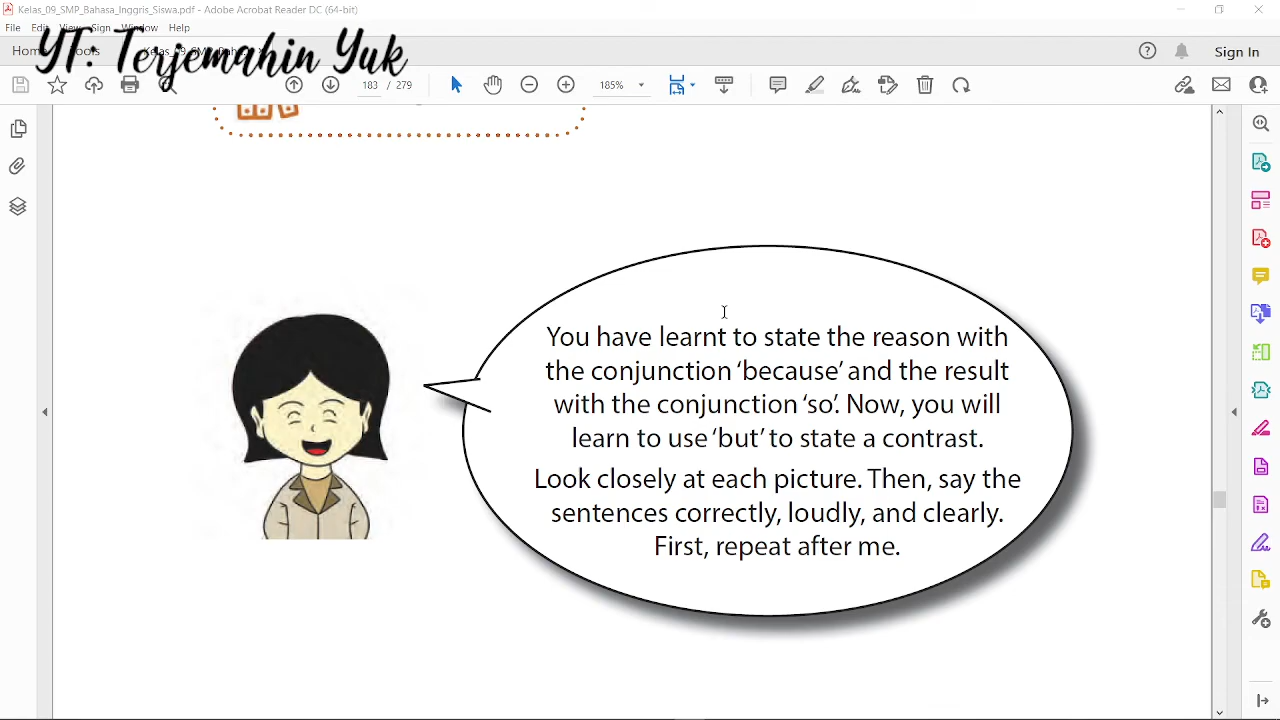 Kelas_09_SMP_Bahasa_Inggris_Siswa.pdf - Adobe Acrobat Reader DC (64-bit)
File Edit View Sign Window Help
YT: Terjemahin Yuk
Home Tools
Sign In
183 / 279
185%
You have learnt to state the reason with
the conjunction ‘because’ and the result
with the conjunction ‘so’. Now, you will
learn to use ‘but’ to state a contrast.
Look closely at each picture. Then, say the
sentences correctly, loudly, and clearly.
First, repeat after me.